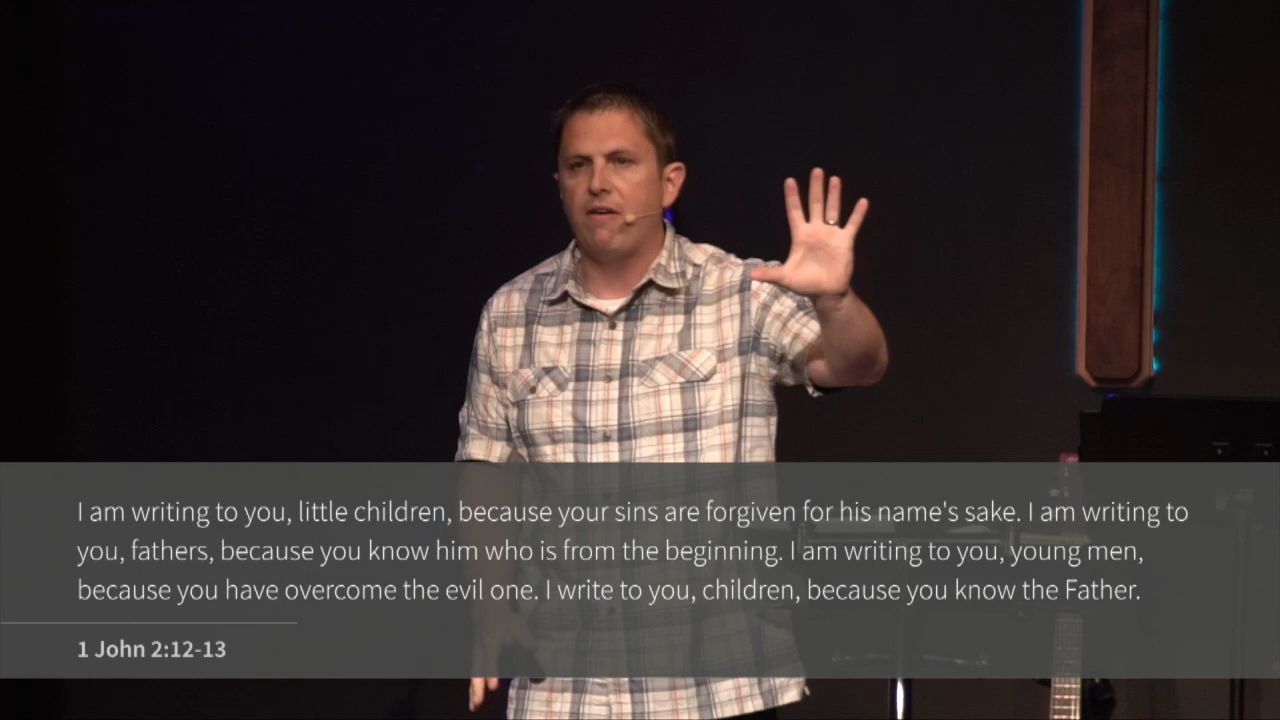 I am writing to you, little children, because your sins are forgiven for his name's sake. I am writing to
you, fathers, because you know him who is from the beginning. I am writing to you, young men,
because you have overcome the evil one. I write to you, children, because you know the Father.
1 John 2:12-13